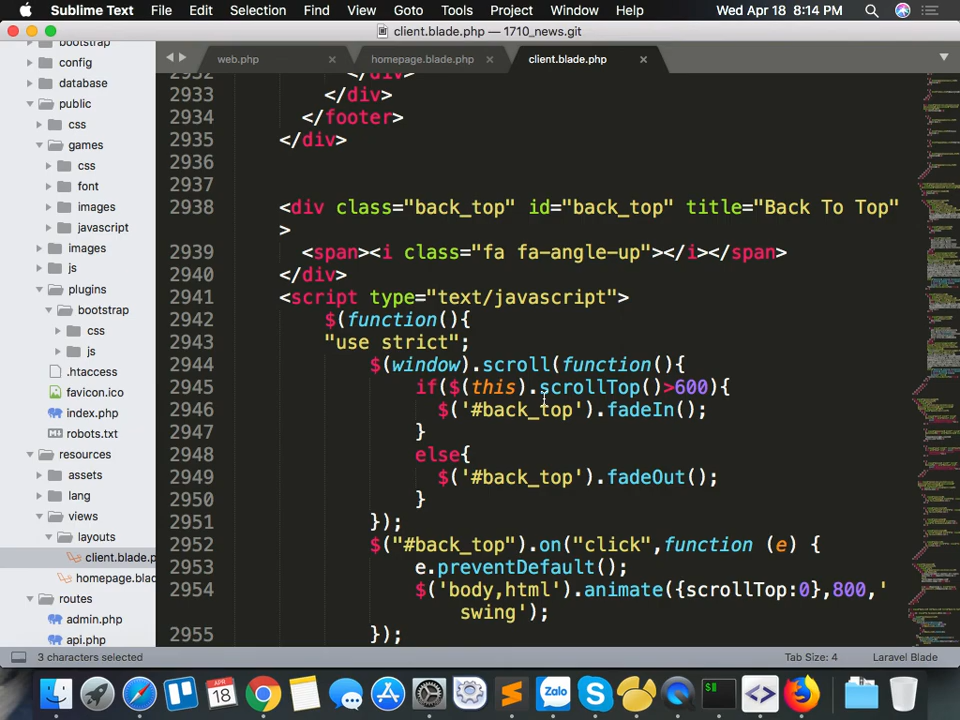 Sublime Text File Edit Selection Find View Goto Tools Project Window Help Wed Apr 18 8:14 PM
client.blade.php — 1710_news.git
web.php homepage.blade.php client.blade.php
bootstrap
config
database
public
css
games
css
font
images
javascript
images
js
plugins
bootstrap
css
js
.htaccess
favicon.ico
index.php
robots.txt
resources
assets
lang
views
layouts
client.blade.p
homepage.blad
routes
admin.php
api.php
2932 </div>
2933 </div>
2934 </footer>
2935 </div>
2936
2937
2938 <div class="back_top" id="back_top" title="Back To Top"
>
2939 <span><i class="fa fa-angle-up"></i></span>
2940 </div>
2941 <script type="text/javascript">
2942 $(function(){
2943 "use strict";
2944 $(window).scroll(function(){
2945 if($(this).scrollTop()>600){
2946 $('#back_top').fadeIn();
2947 }
2948 else{
2949 $('#back_top').fadeOut();
2950 }
2951 });
2952 $("#back_top").on("click",function (e) {
2953 e.preventDefault();
2954 $('body,html').animate({scrollTop:0},800,'
swing');
2955 });
3 characters selected Tab Size: 4 Laravel Blade
APR
18
Zalo